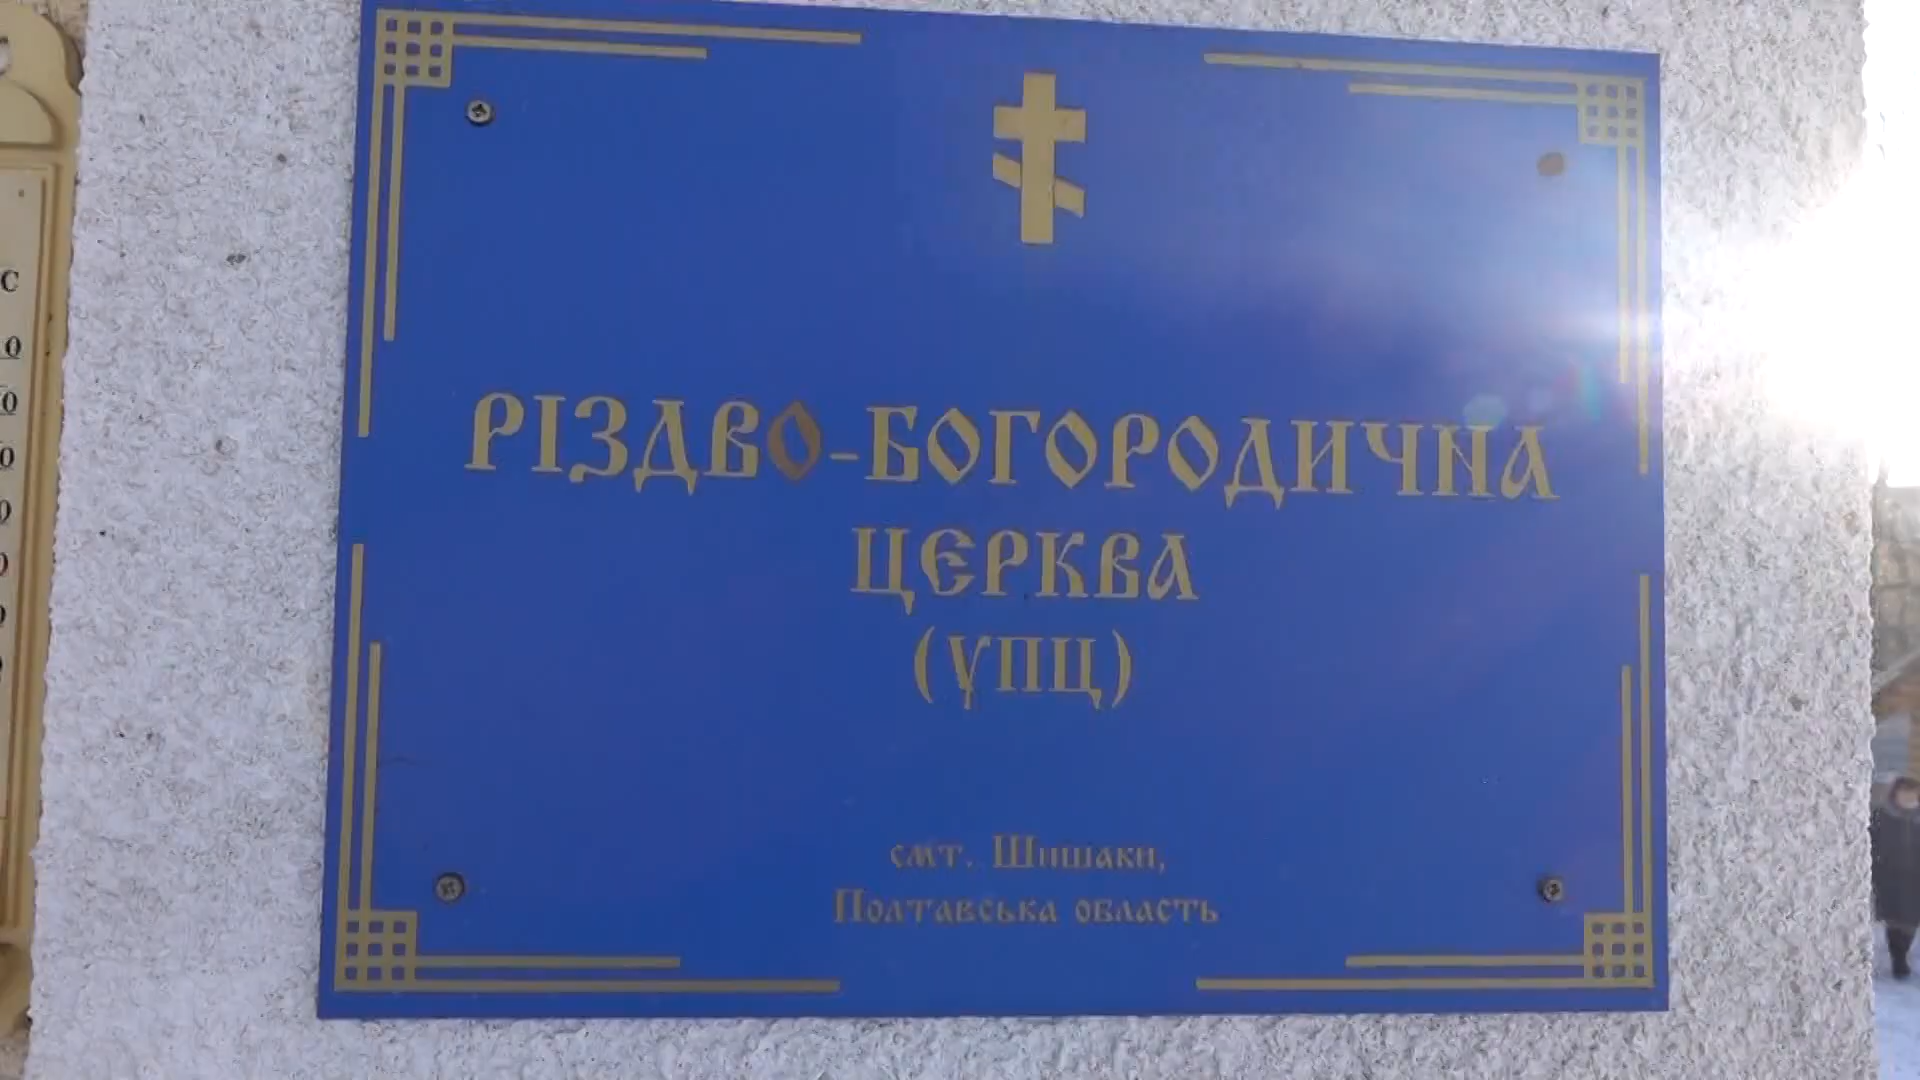 РІЗДВО-БОГОРОДИЧНА
ЦЕРКВА
(УПЦ)
смт. Шишаки,
Полтавська область